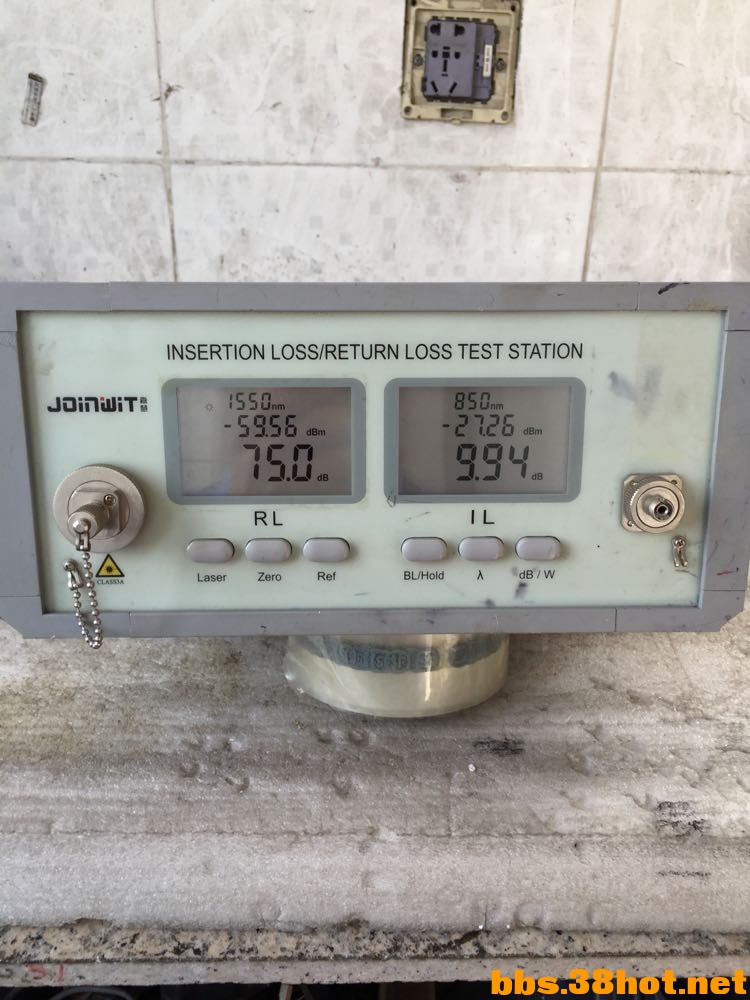 INSERTION LOSS/RETURN LOSS TEST STATION
JOINWIT
1550nm
-59.56 dBm
75.0 dB
850nm
-27.26 dBm
9.94 dB
RL
IL
Laser
Zero
Ref
BL/Hold
λ
dB / W
CLASS3A
bbs.38hot.net